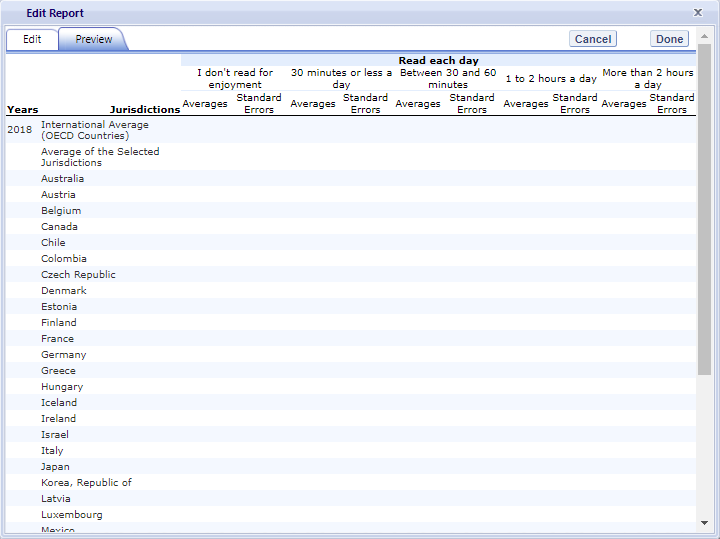 Edit Report
x
Edit
Preview
Cancel
Done
Read each day
I don't read for enjoyment
30 minutes or less a day
Between 30 and 60 minutes
1 to 2 hours a day
More than 2 hours a day
Years
Jurisdictions
Averages
Standard Errors
Averages
Standard Errors
Averages
Standard Errors
Averages
Standard Errors
Averages
Standard Errors
2018
International Average
(OECD Countries)
Average of the Selected
Jurisdictions
Australia
Austria
Belgium
Canada
Chile
Colombia
Czech Republic
Denmark
Estonia
Finland
France
Germany
Greece
Hungary
Iceland
Ireland
Israel
Italy
Japan
Korea, Republic of
Latvia
Luxembourg
Mexico